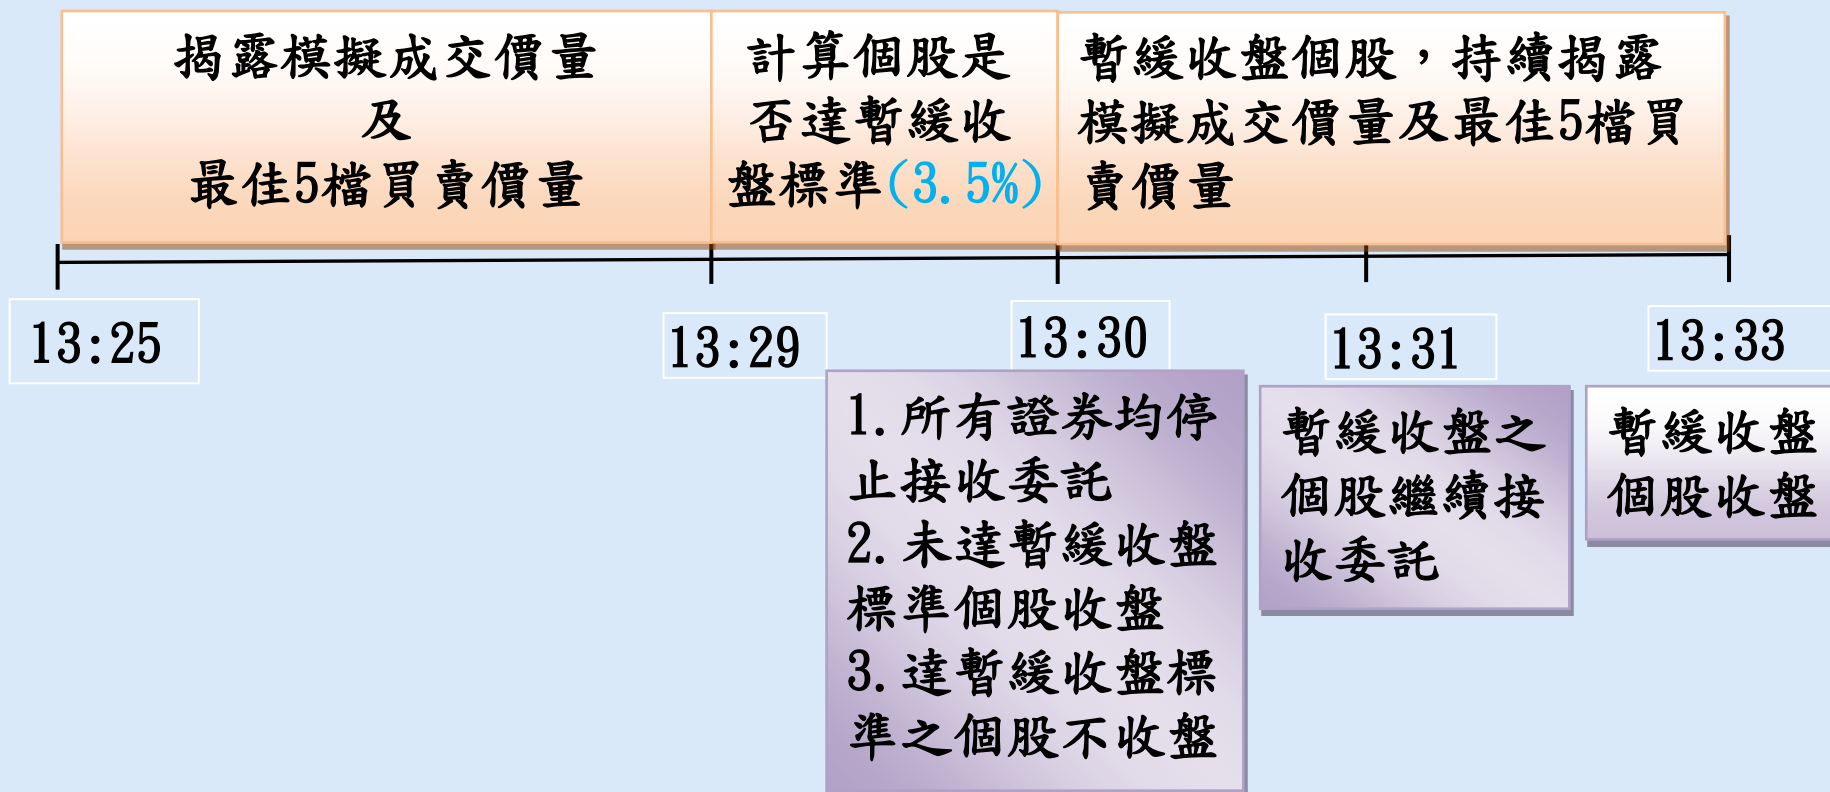 揭露模擬成交價量
及
最佳5檔買賣價量
計算個股是
否達暫緩收
盤標準(3.5%)
暫緩收盤個股，持續揭露
模擬成交價量及最佳5檔買
賣價量
13:25
13:29
13:30
13:31
13:33
1.所有證券均停
止接收委託
2.未達暫緩收盤
標準個股收盤
3.達暫緩收盤標
準之個股不收盤
暫緩收盤之
個股繼續接
收委託
暫緩收盤
個股收盤